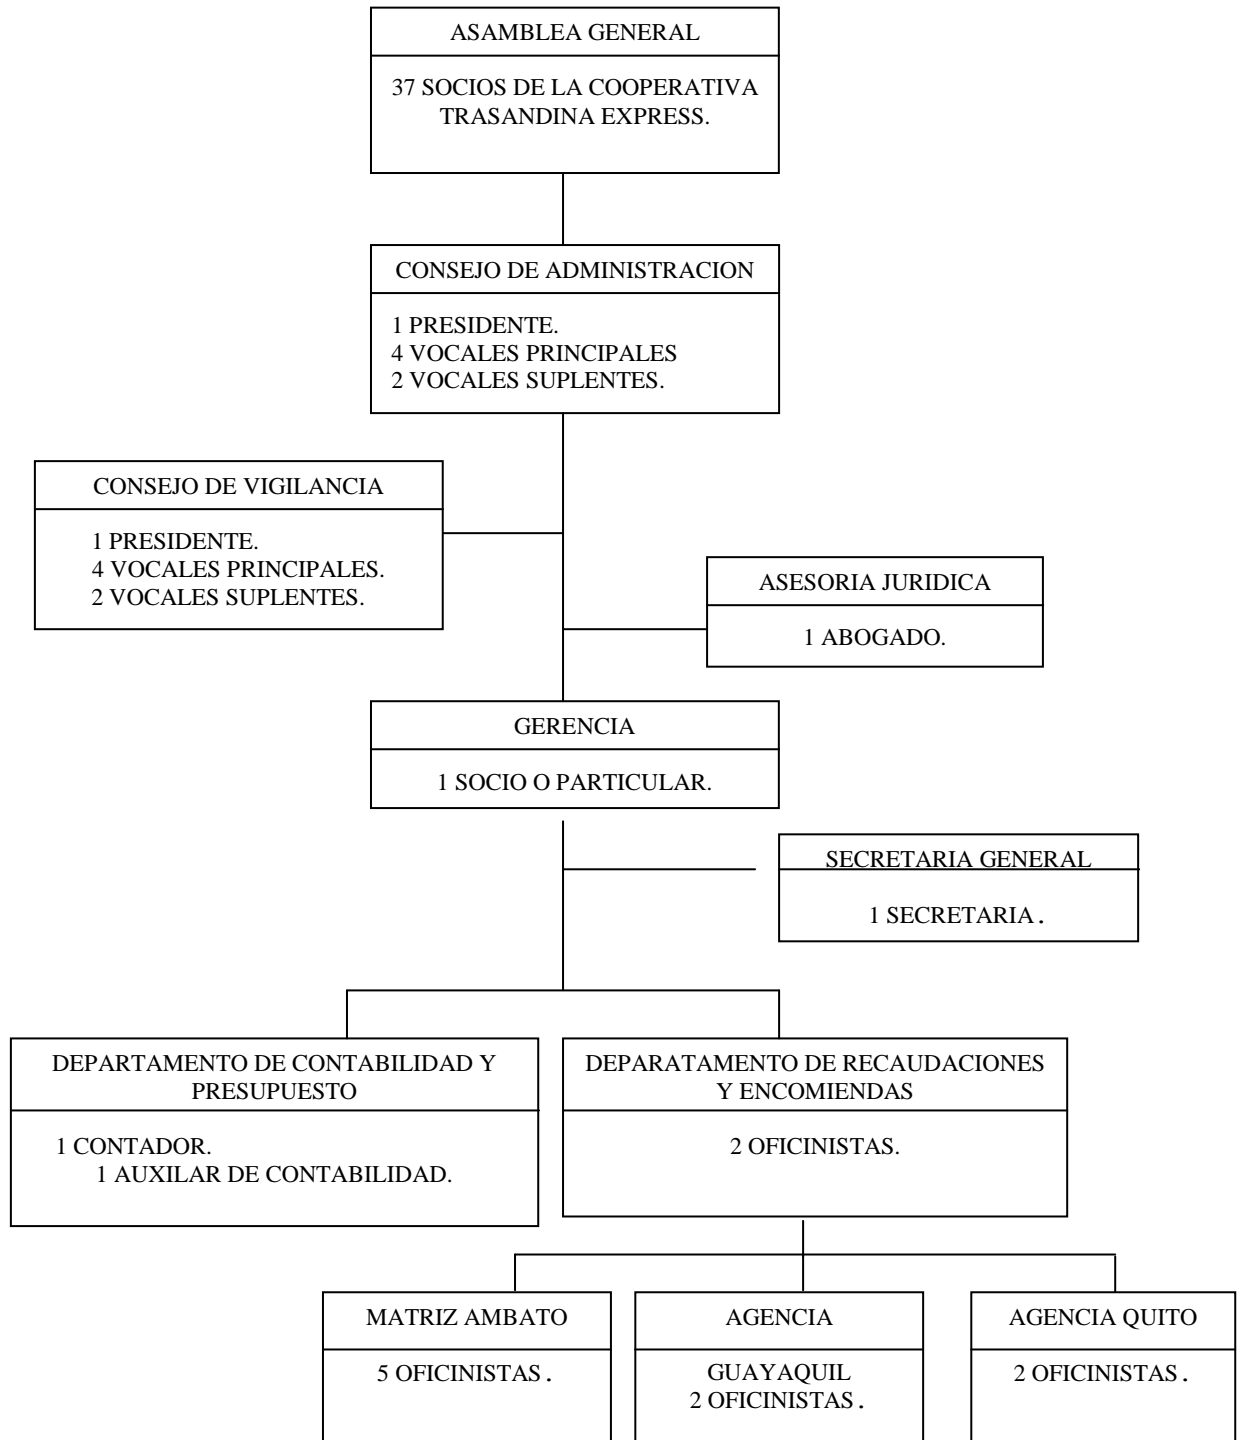 ASAMBLEA GENERAL
37 SOCIOS DE LA COOPERATIVA
TRASANDINA EXPRESS.
CONSEJO DE ADMINISTRACION
1 PRESIDENTE.
4 VOCALES PRINCIPALES
2 VOCALES SUPLENTES.
CONSEJO DE VIGILANCIA
1 PRESIDENTE.
4 VOCALES PRINCIPALES.
2 VOCALES SUPLENTES.
ASESORIA JURIDICA
1 ABOGADO.
GERENCIA
1 SOCIO O PARTICULAR.
SECRETARIA GENERAL
1 SECRETARIA.
DEPARTAMENTO DE CONTABILIDAD Y
PRESUPUESTO
1 CONTADOR.
1 AUXILAR DE CONTABILIDAD.
DEPARATAMENTO DE RECAUDACIONES
Y ENCOMIENDAS
2 OFICINISTAS.
MATRIZ AMBATO
5 OFICINISTAS.
AGENCIA
GUAYAQUIL
2 OFICINISTAS.
AGENCIA QUITO
2 OFICINISTAS.